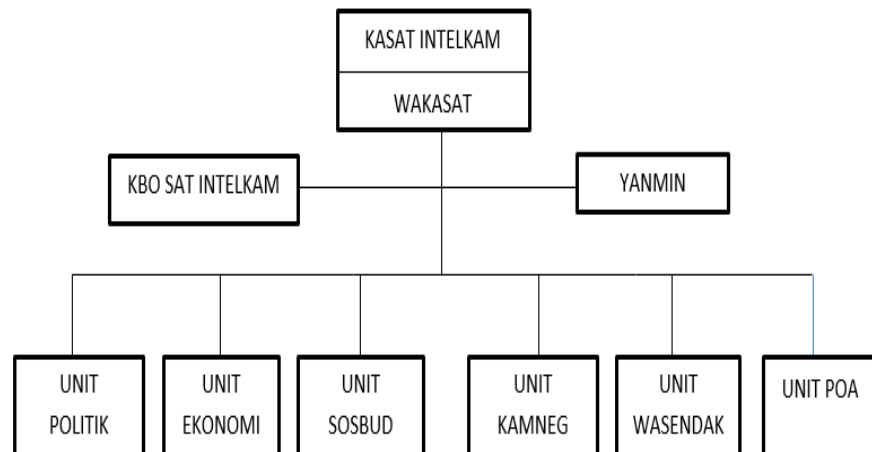 KASAT INTELKAM
WAKASAT
KBO SAT INTELKAM
YANMIN
UNIT
POLITIK
UNIT
EKONOMI
UNIT
SOSBUD
UNIT
KAMNEG
UNIT
WASENDAK
UNIT POA